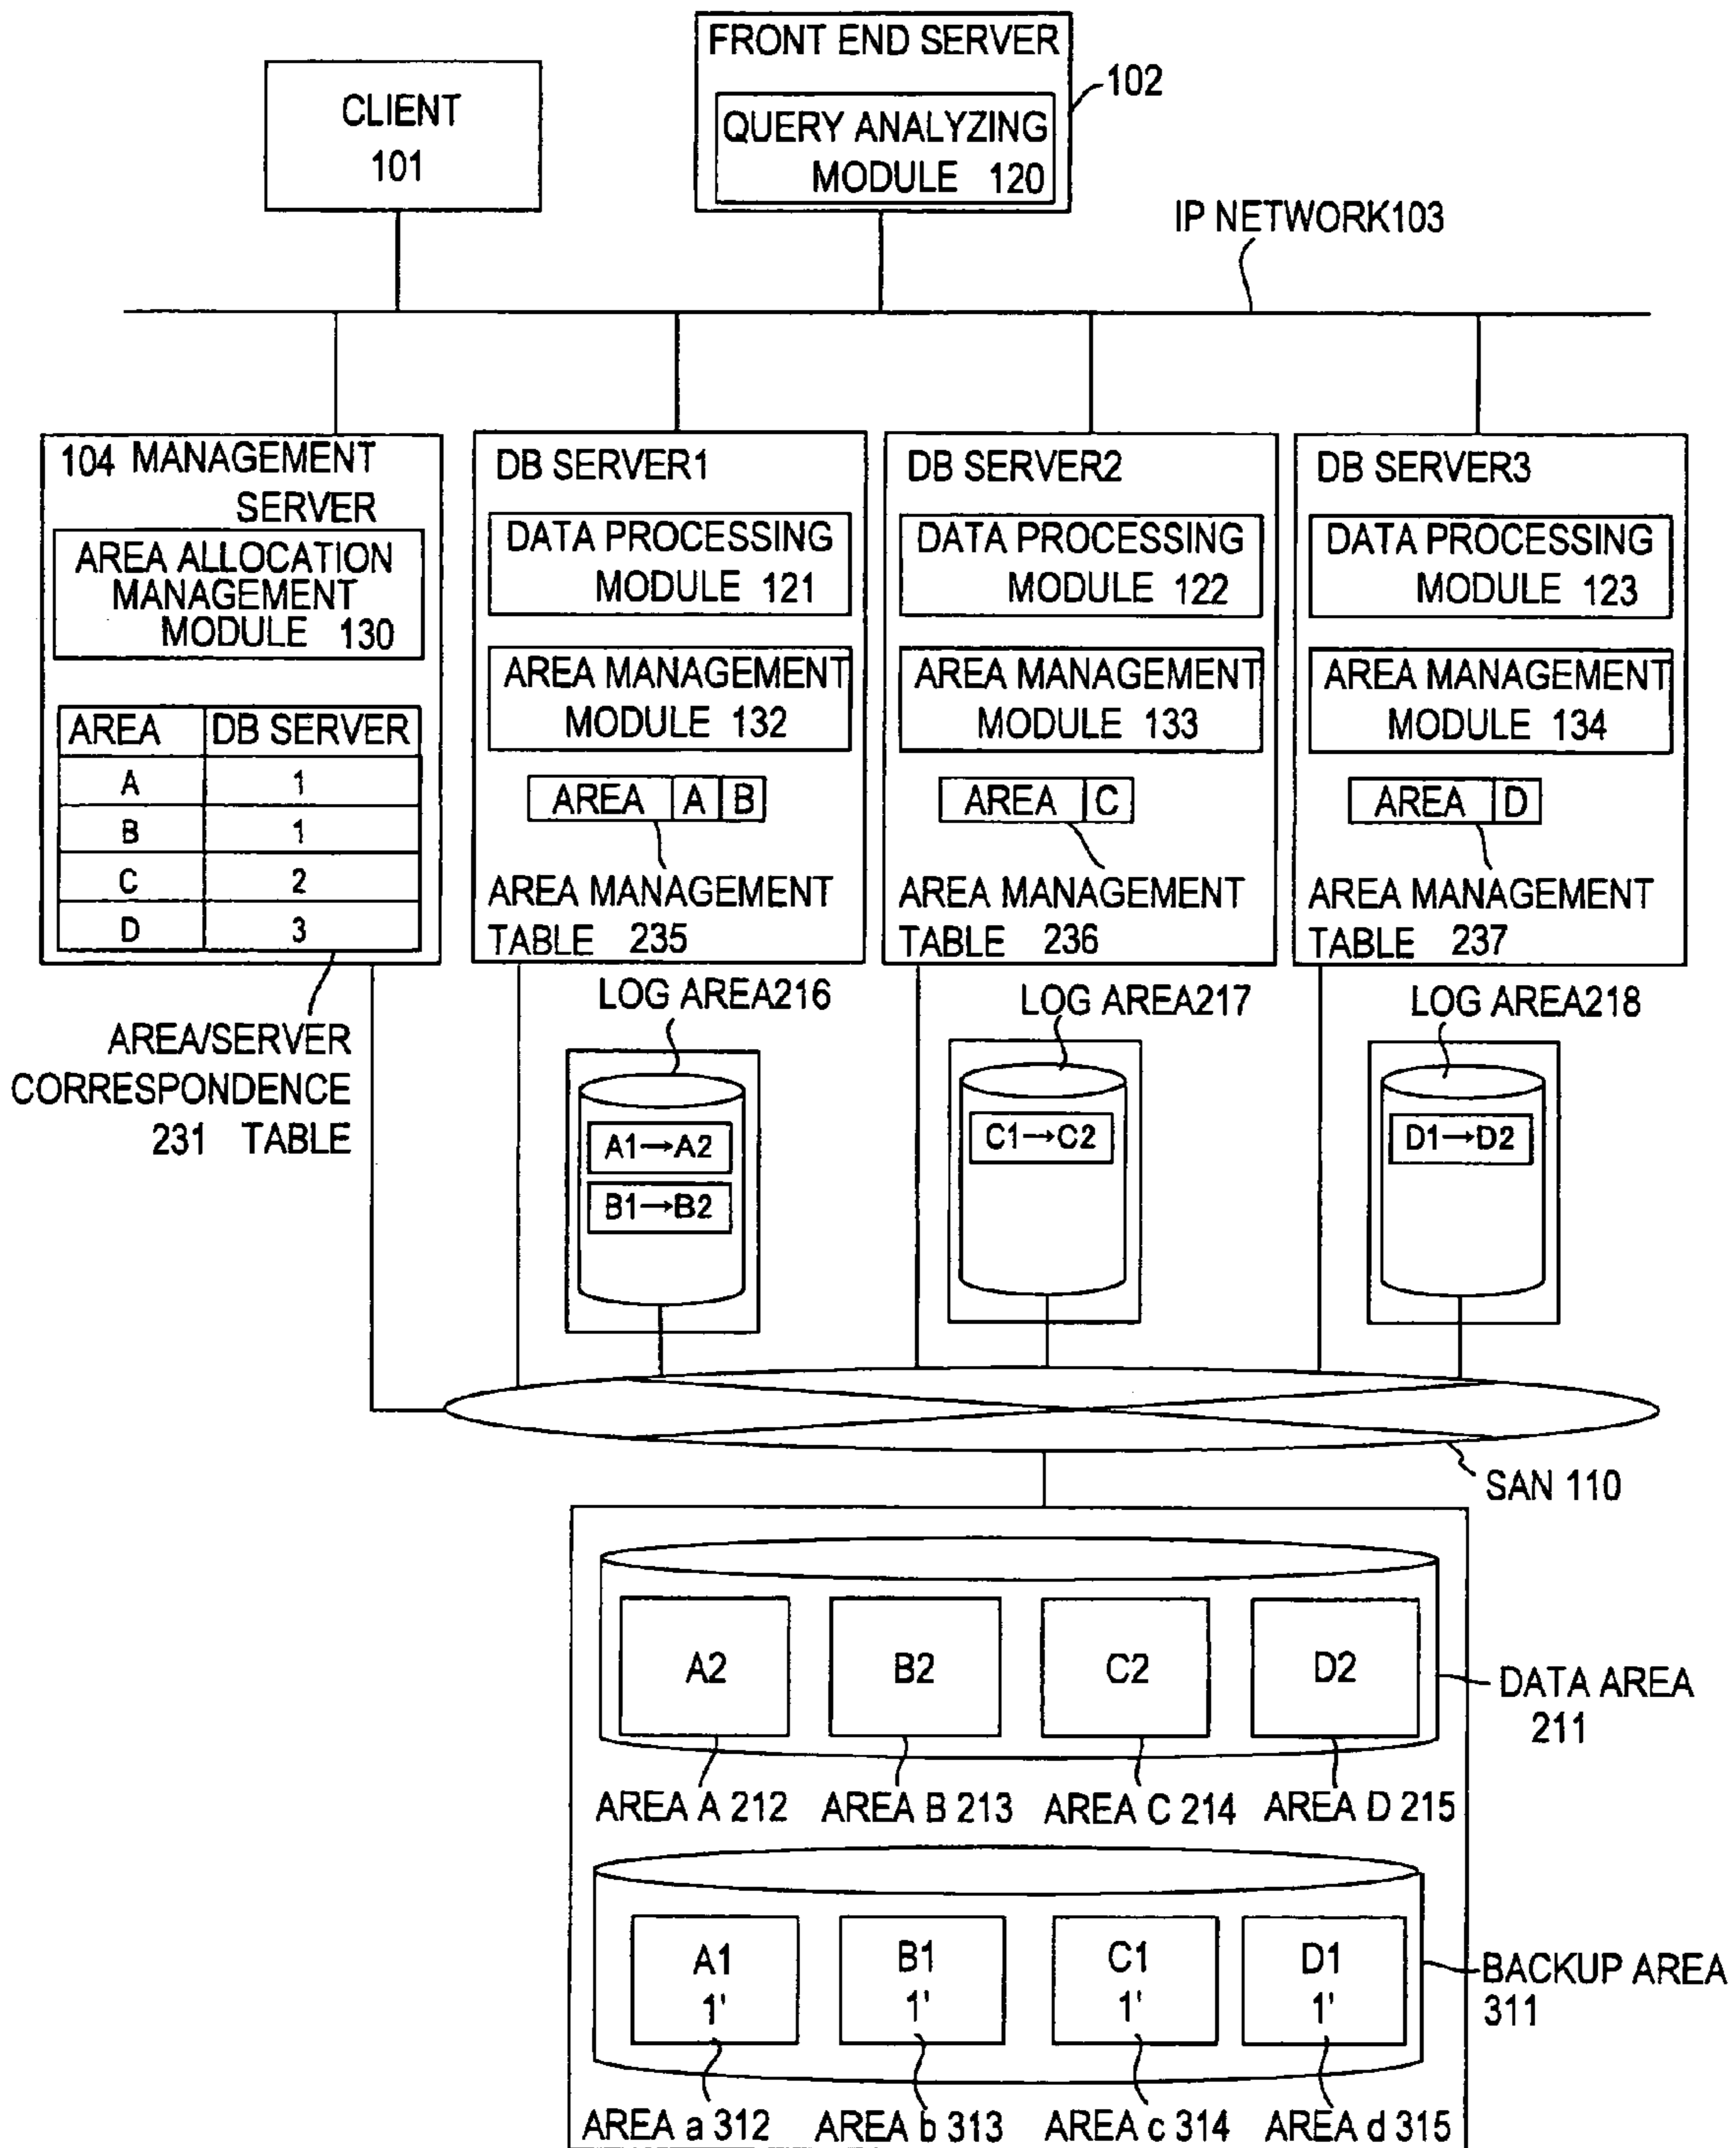 FRONT END SERVER
102
QUERY ANALYZING
MODULE 120
CLIENT
101
IP NETWORK103
104 MANAGEMENT
SERVER
AREA ALLOCATION
MANAGEMENT
MODULE 130
AREA DB SERVER
A 1
B 1
C 2
D 3
AREA/SERVER
CORRESPONDENCE
231 TABLE
DB SERVER1
DATA PROCESSING
MODULE 121
AREA MANAGEMENT
MODULE 132
AREA A B
AREA MANAGEMENT
TABLE 235
DB SERVER2
DATA PROCESSING
MODULE 122
AREA MANAGEMENT
MODULE 133
AREA C
AREA MANAGEMENT
TABLE 236
DB SERVER3
DATA PROCESSING
MODULE 123
AREA MANAGEMENT
MODULE 134
AREA D
AREA MANAGEMENT
TABLE 237
LOG AREA216
A1→A2
B1→B2
LOG AREA217
C1→C2
LOG AREA218
D1→D2
SAN 110
A2 B2 C2 D2
DATA AREA
211
AREA A 212 AREA B 213 AREA C 214 AREA D 215
A1 B1 C1 D1
1' 1' 1' 1'
BACKUP AREA
311
AREA a 312 AREA b 313 AREA c 314 AREA d 315